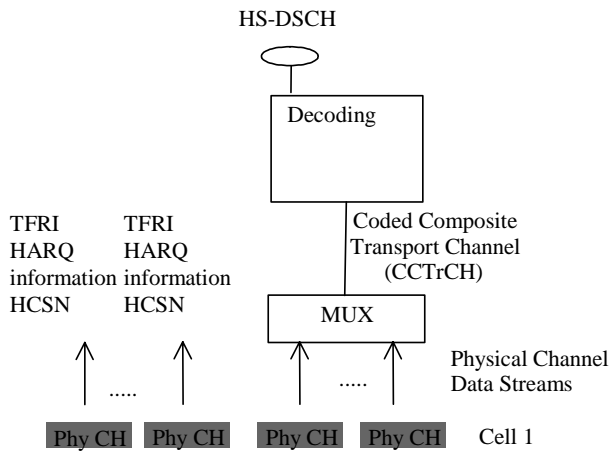 HS-DSCH
Decoding
TFRI
HARQ
information
HCSN
TFRI
HARQ
information
HCSN
Coded Composite
Transport Channel
(CCTrCH)
MUX
.....
.....
Physical Channel
Data Streams
Phy CH
Phy CH
Phy CH
Phy CH
Cell 1